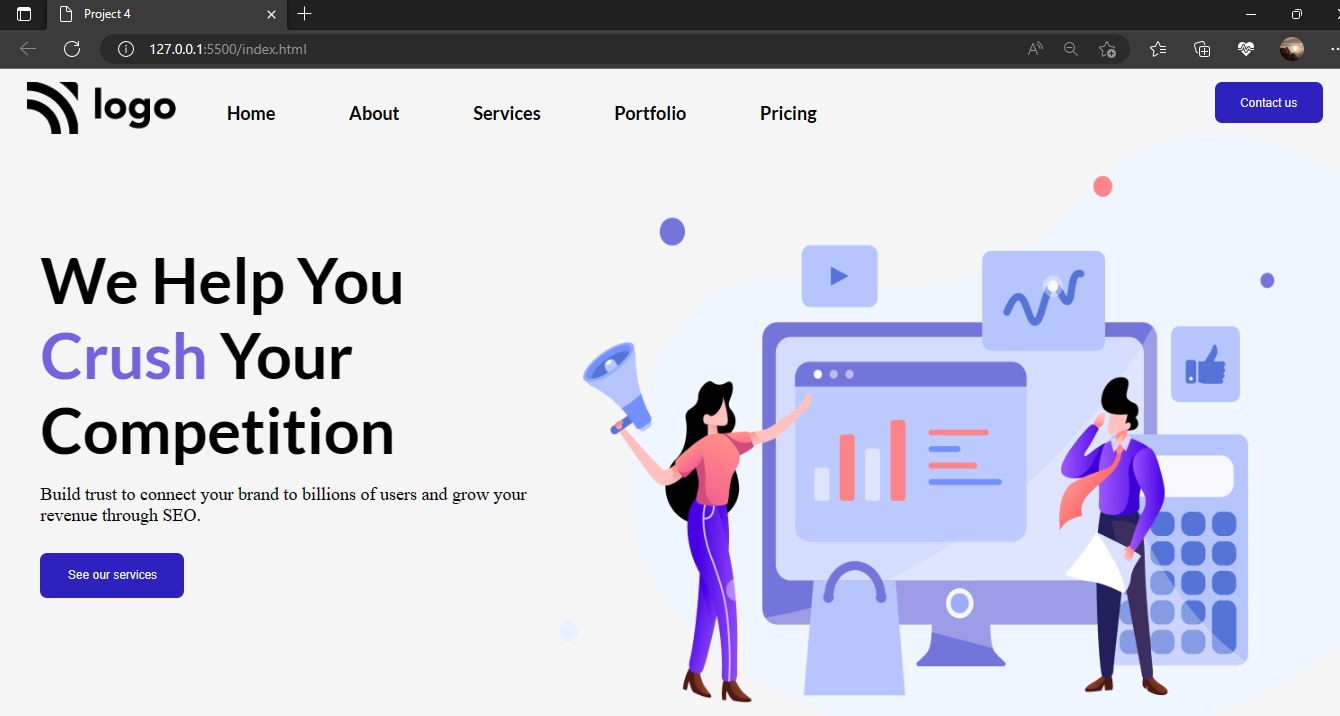 Project 4
127.0.0.1:5500/index.html
logo Home About Services Portfolio Pricing Contact us
We Help You
Crush Your
Competition
Build trust to connect your brand to billions of users and grow your
revenue through SEO.
See our services